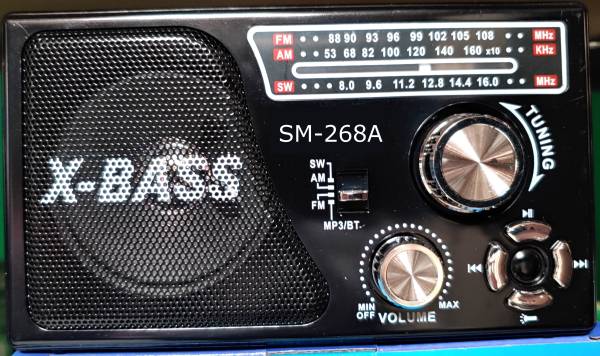 FM 88 90 93 96 99 102 105 108 MHz
AM 53 68 82 100 120 140 160 x10 KHz
SW 8.0 9.6 11.2 12.8 14.4 16.0 MHz
TUNING
X-BASS
SM-268A
SW
AM
FM
MP3/BT
MIN
OFF
VOLUME
MAX